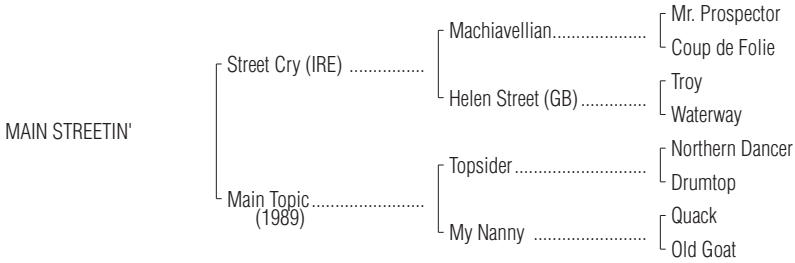 Mr. Prospector
Machiavellian....................
Coup de Folie
Street Cry (IRE) ................
Troy
Helen Street (GB)..............
Waterway
MAIN STREETIN'
Northern Dancer
Topsider............................
Drumtop
Main Topic........................
(1989)
Quack
My Nanny ........................
Old Goat